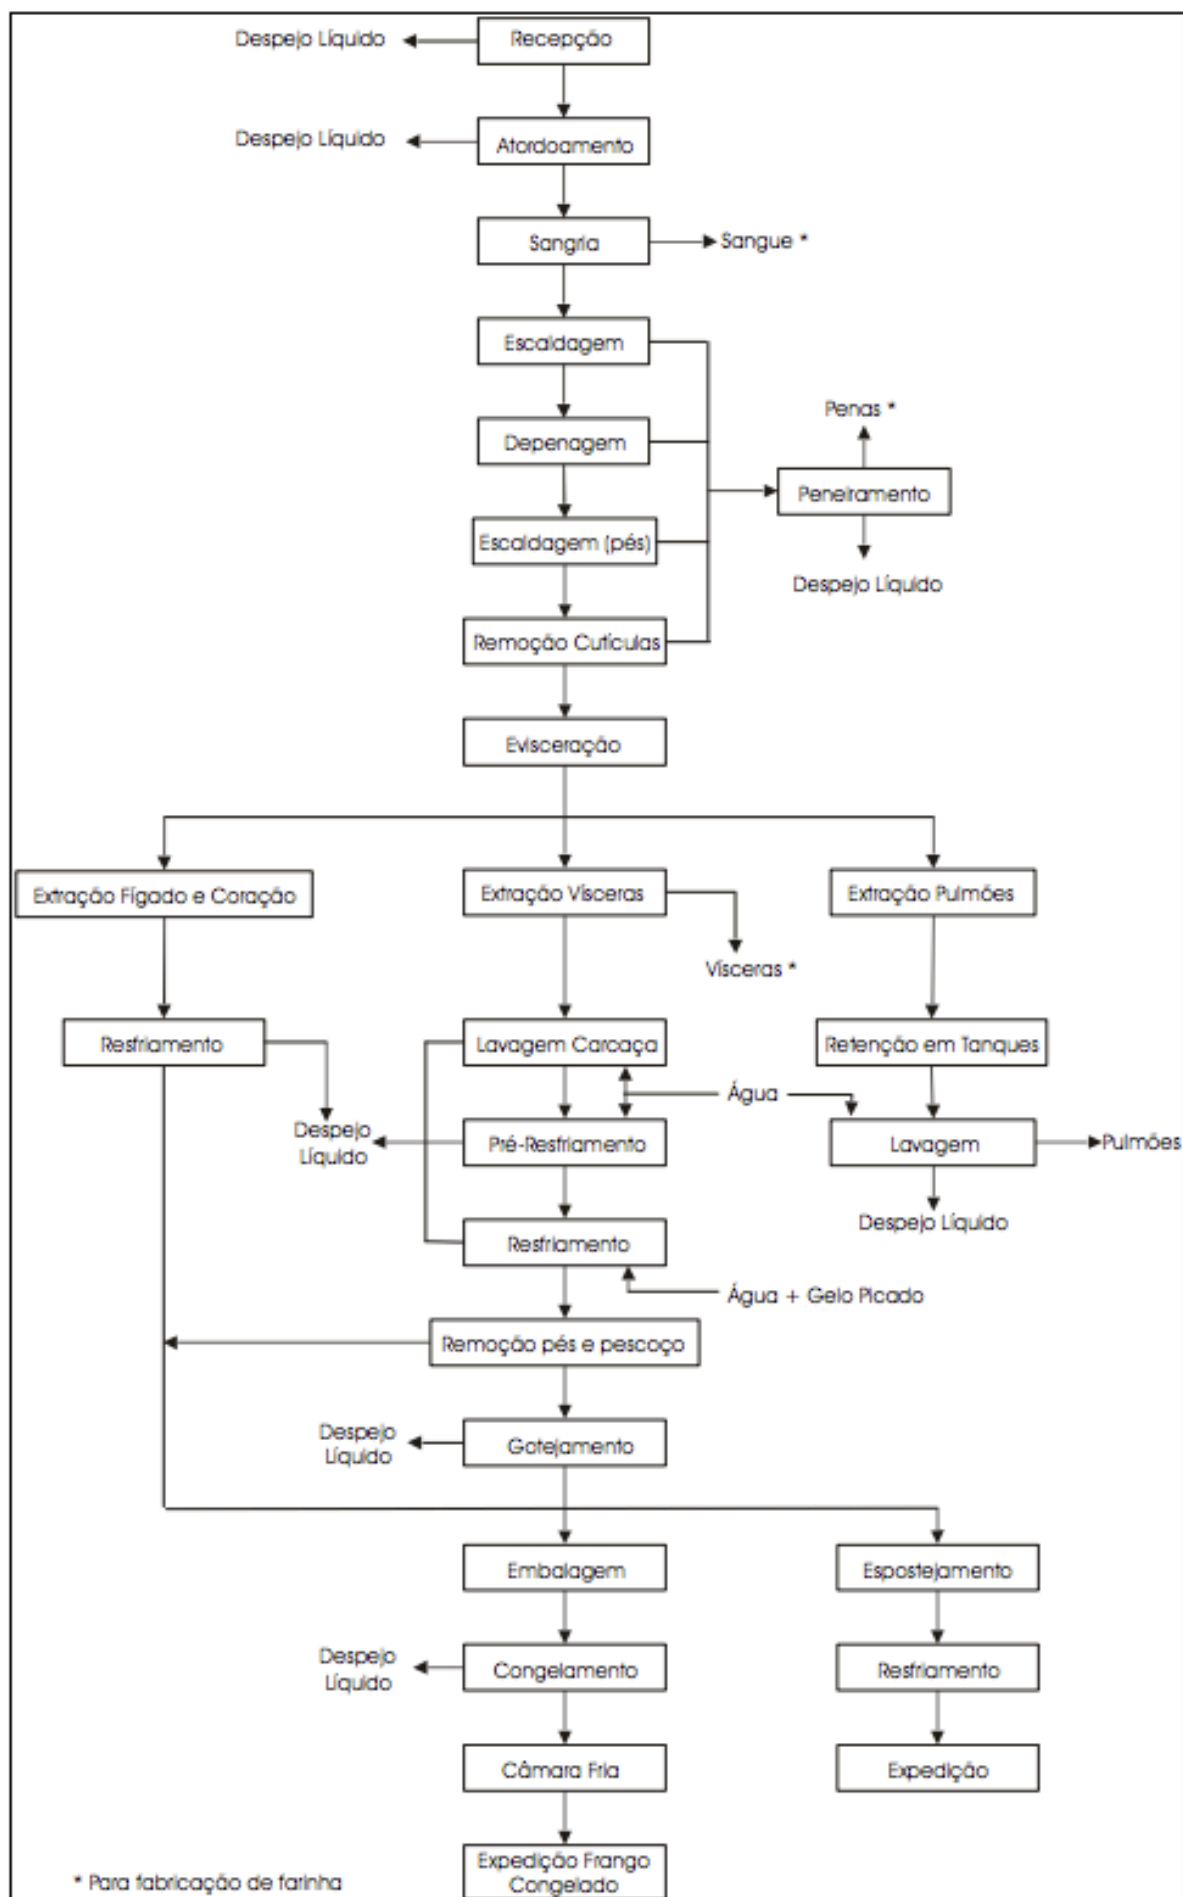 Despejo Líquido
Recepção
Despejo Líquido
Atordoamento
Sangria
Sangue *
Escaldagem
Penas *
Depenagem
Peneiramento
Escaldagem (pés)
Despejo Líquido
Remoção Cutículas
Evisceração
Extração Fígado e Coração
Extração Vísceras
Extração Pulmões
Vísceras *
Resfriamento
Lavagem Carcaça
Retenção em Tanques
Água
Despejo
Líquido
Pré-Resfriamento
Lavagem
Pulmões
Despejo Líquido
Resfriamento
Água + Gelo Picado
Remoção pés e pescoço
Despejo
Líquido
Gotejamento
Embalagem
Espostejamento
Despejo
Líquido
Congelamento
Resfriamento
Câmara Fria
Expedição
Expedição Frango
Congelado
* Para fabricação de farinha